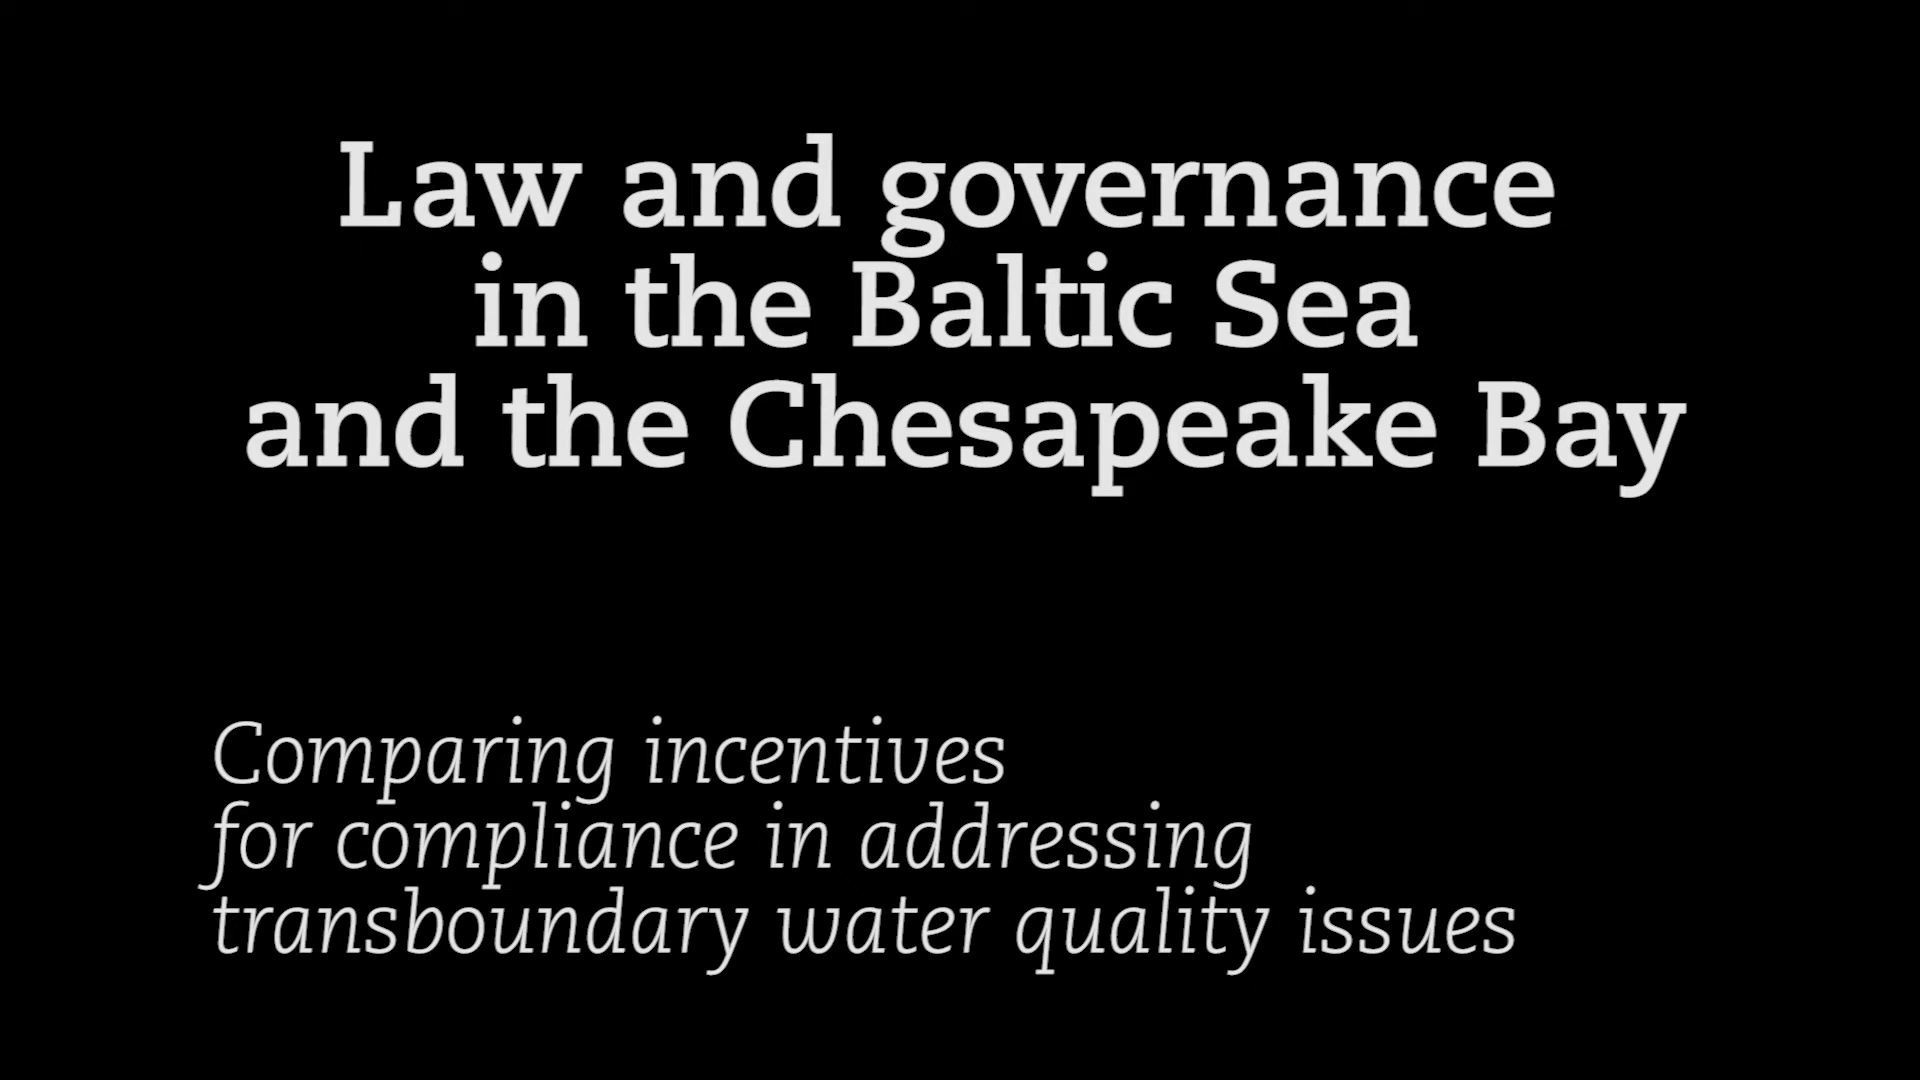 Law and governance
in the Baltic Sea
and the Chesapeake Bay
Comparing incentives
for compliance in addressing
transboundary water quality issues